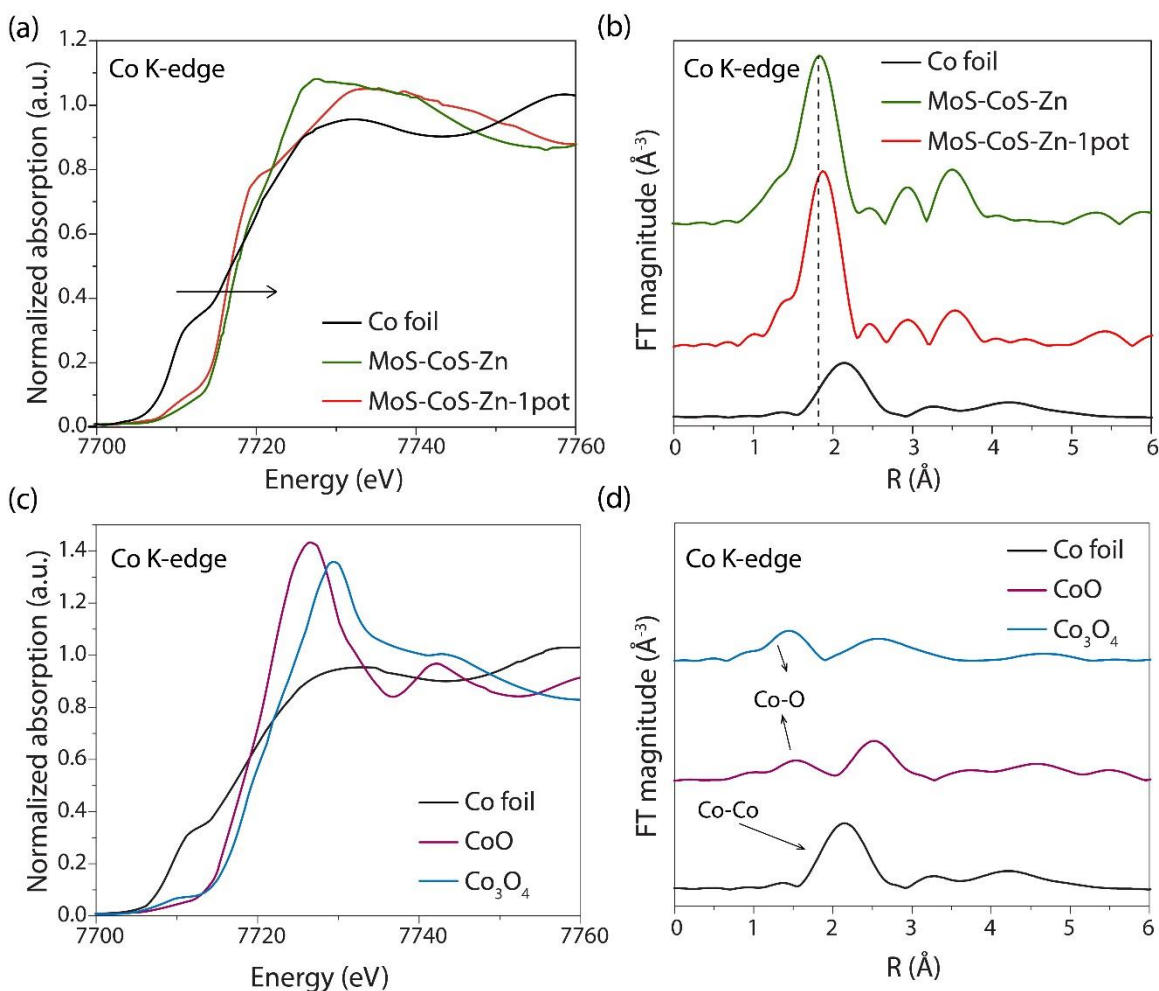 (a)
1.2
1.0
0.8
0.6
0.4
0.2
0.0
Normalized absorption (a.u.)
Co K-edge
Co foil
MoS-CoS-Zn
MoS-CoS-Zn-1pot
7700
7720
7740
7760
Energy (eV)
(b)
Co K-edge
Co foil
MoS-CoS-Zn
MoS-CoS-Zn-1pot
FT magnitude (Å⁻³)
0
1
2
3
4
5
6
R (Å)
(c)
1.4
1.2
1.0
0.8
0.6
0.4
0.2
0.0
Normalized absorption (a.u.)
Co K-edge
Co foil
CoO
Co₃O₄
7700
7720
7740
7760
Energy (eV)
(d)
Co K-edge
Co foil
CoO
Co₃O₄
Co-O
Co-Co
FT magnitude (Å⁻³)
0
1
2
3
4
5
6
R (Å)